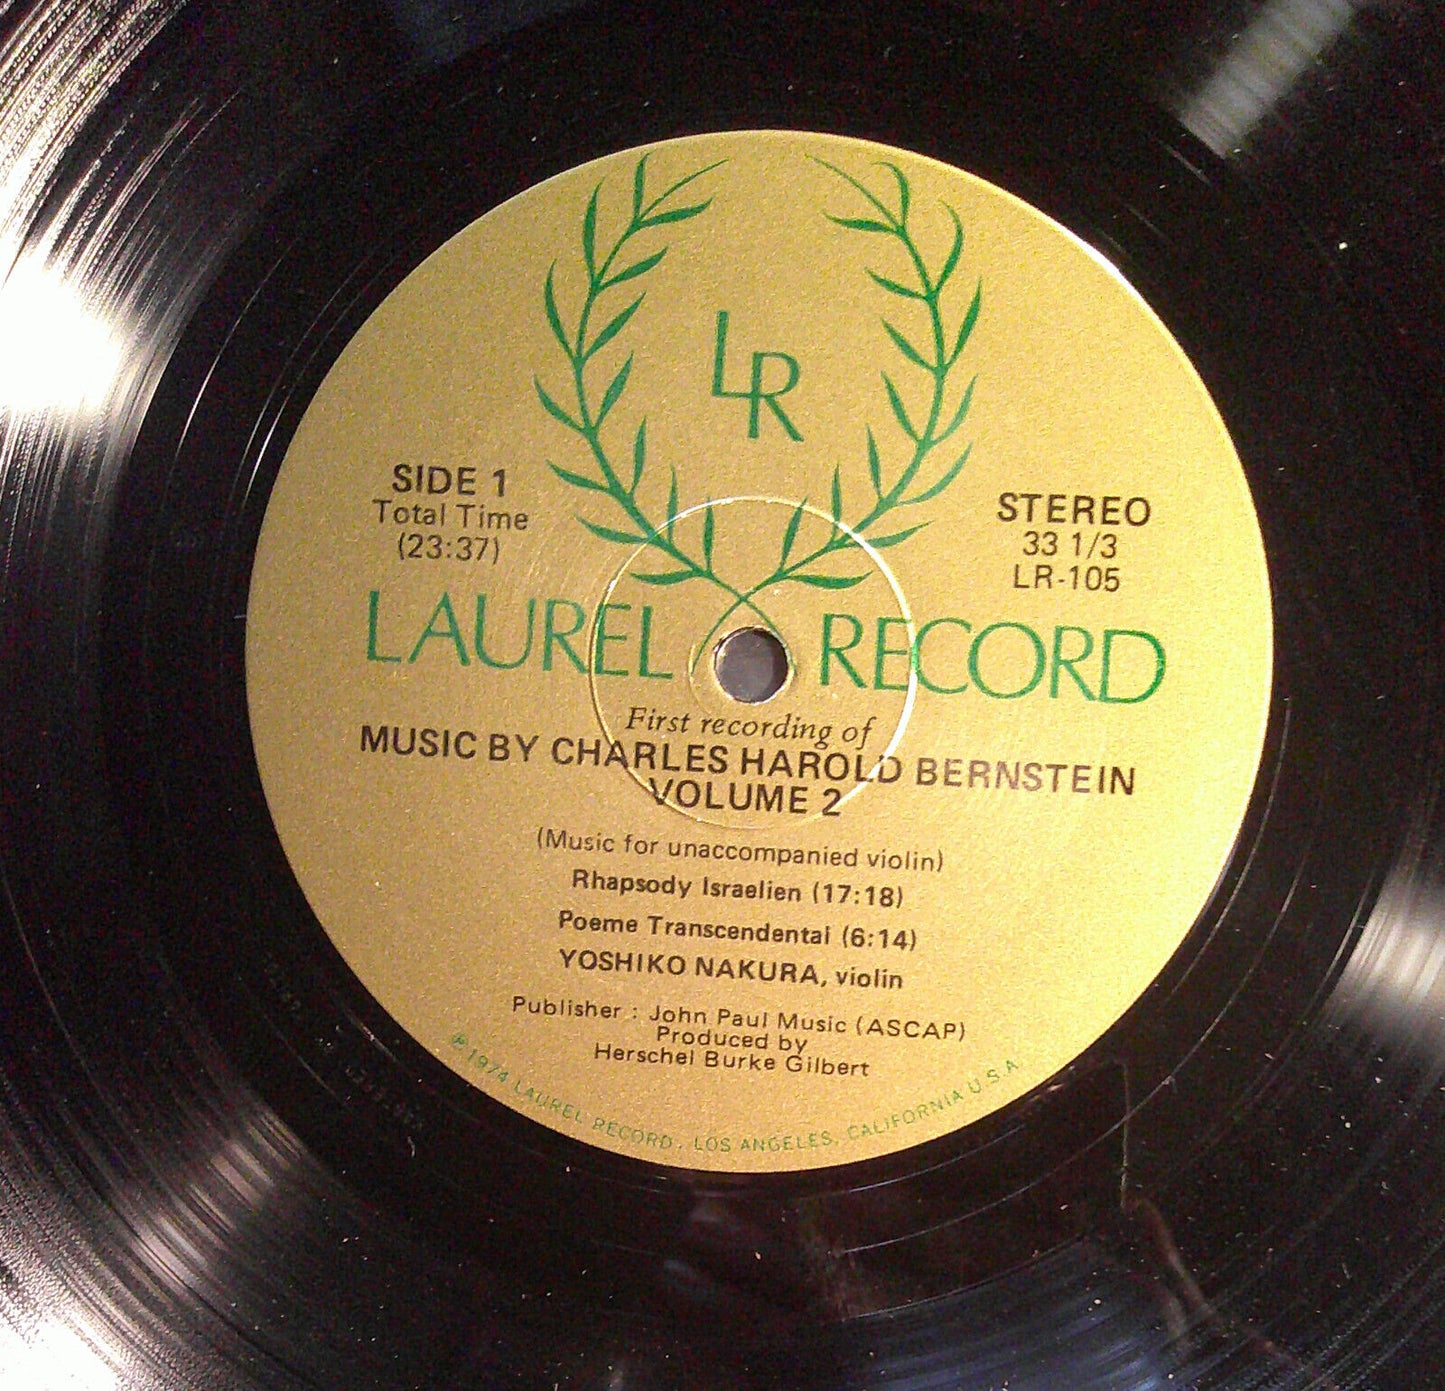 LR
SIDE 1
Total Time
(23:37)
STEREO
33 1/3
LR-105
LAUREL RECORD
First recording of
MUSIC BY CHARLES HAROLD BERNSTEIN
VOLUME 2
(Music for unaccompanied violin)
Rhapsody Israelien (17:18)
Poeme Transcendental (6:14)
YOSHIKO NAKURA, violin
Publisher : John Paul Music (ASCAP)
Produced by
Herschel Burke Gilbert
℗ 1974 LAUREL RECORD, LOS ANGELES, CALIFORNIA U.S.A.